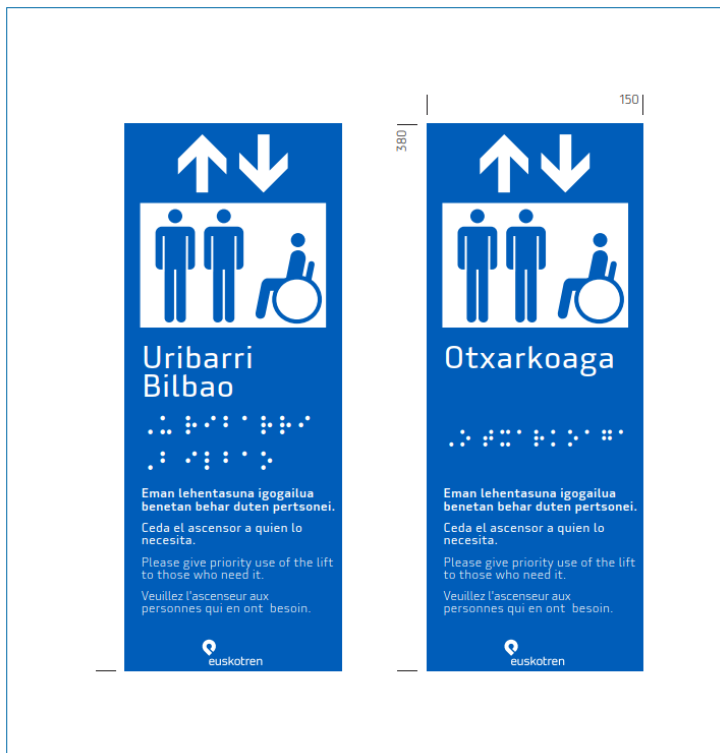 Uribarri
Bilbao
Eman lehentasuna igogailua
benetan behar duten pertsonei.
Ceda el ascensor a quien lo
necesita.
Please give priority use of the lift
to those who need it.
Veuillez l'ascenseur aux
personnes qui en ont besoin.
euskotren
150
380
Otxarkoaga
Eman lehentasuna igogailua
benetan behar duten pertsonei.
Ceda el ascensor a quien lo
necesita.
Please give priority use of the lift
to those who need it.
Veuillez l'ascenseur aux
personnes qui en ont besoin.
euskotren